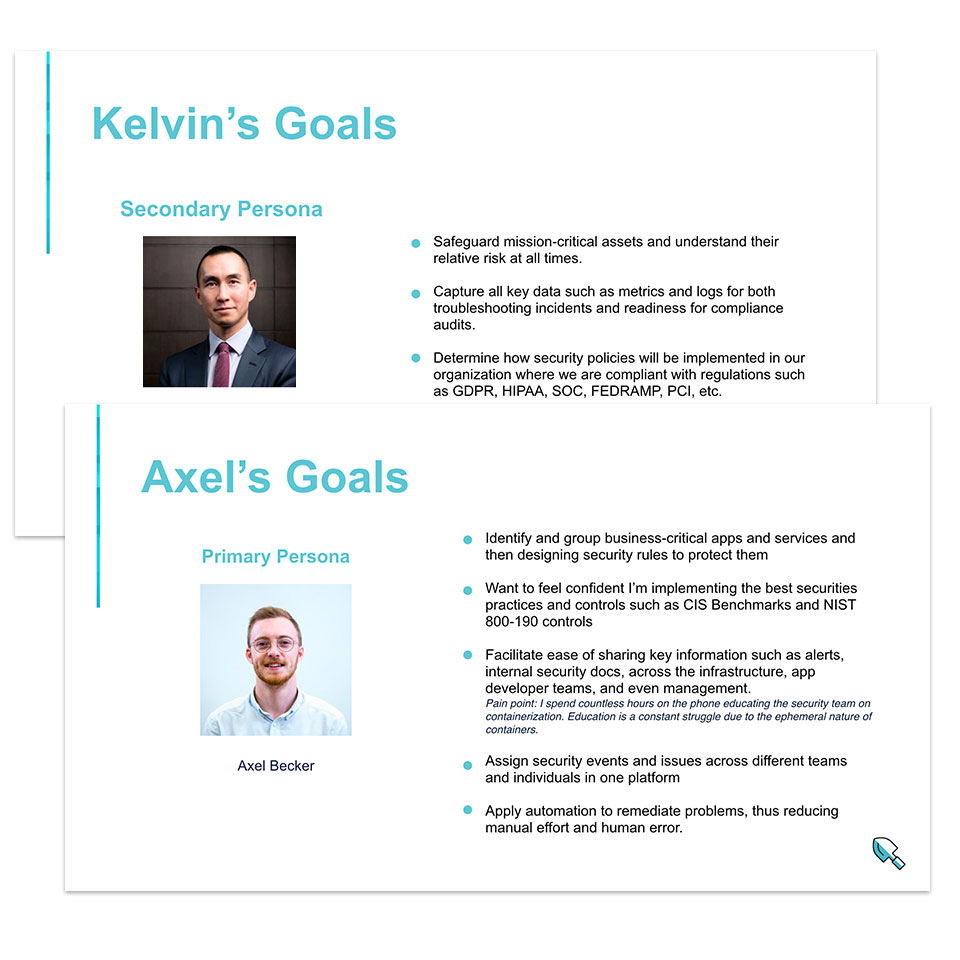 Kelvin’s Goals
Secondary Persona
Safeguard mission-critical assets and understand their
relative risk at all times.
Capture all key data such as metrics and logs for both
troubleshooting incidents and readiness for compliance
audits.
Determine how security policies will be implemented in our
organization where we are compliant with regulations such
as GDPR, HIPAA, SOC, FEDRAMP, PCI, etc.
Axel’s Goals
Primary Persona
Axel Becker
Identify and group business-critical apps and services and
then designing security rules to protect them
Want to feel confident I’m implementing the best securities
practices and controls such as CIS Benchmarks and NIST
800-190 controls
Facilitate ease of sharing key information such as alerts,
internal security docs, across the infrastructure, app
developer teams, and even management.
Pain point: I spend countless hours on the phone educating the security team on
containerization. Education is a constant struggle due to the ephemeral nature of
containers.
Assign security events and issues across different teams
and individuals in one platform
Apply automation to remediate problems, thus reducing
manual effort and human error.